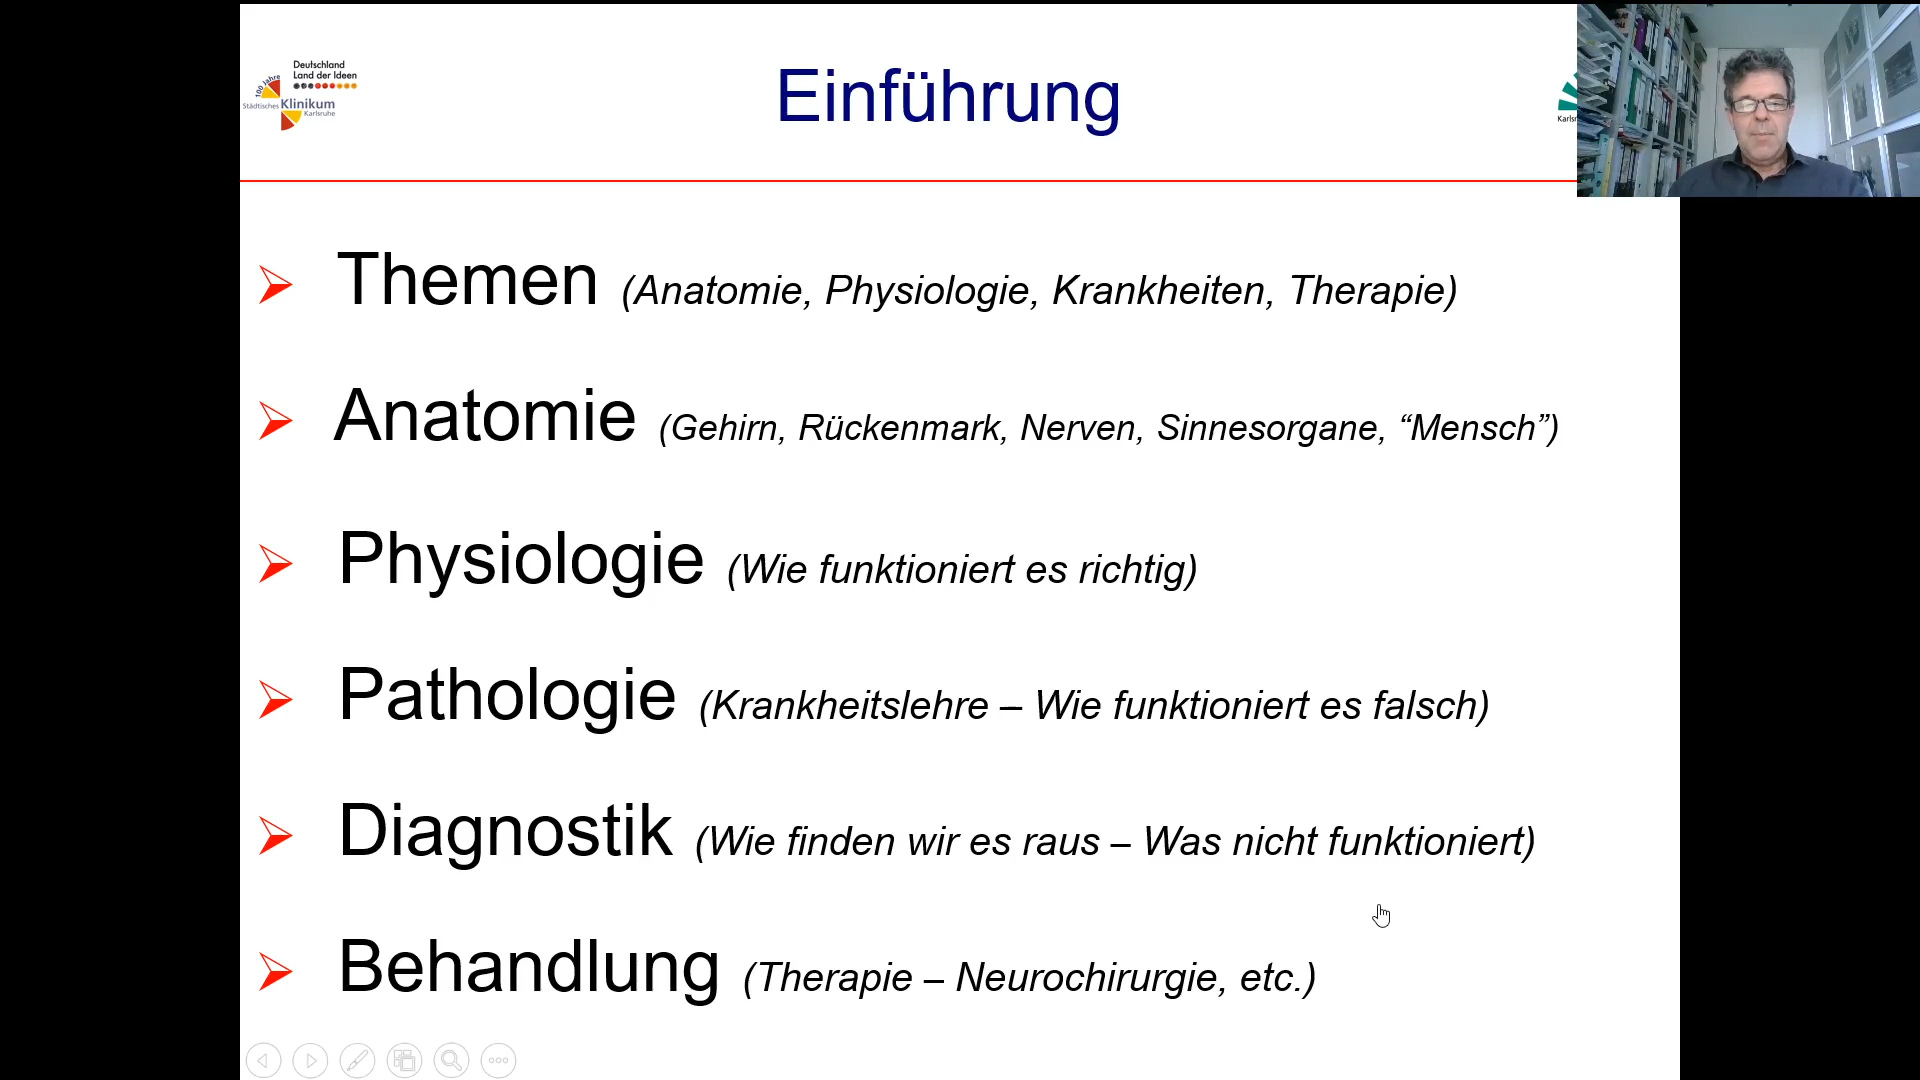 Deutschland
Land der Ideen
100 Jahre
Städtisches Klinikum
Karlsruhe
Einführung
Themen (Anatomie, Physiologie, Krankheiten, Therapie)
Anatomie (Gehirn, Rückenmark, Nerven, Sinnesorgane, “Mensch”)
Physiologie (Wie funktioniert es richtig)
Pathologie (Krankheitslehre – Wie funktioniert es falsch)
Diagnostik (Wie finden wir es raus – Was nicht funktioniert)
Behandlung (Therapie – Neurochirurgie, etc.)